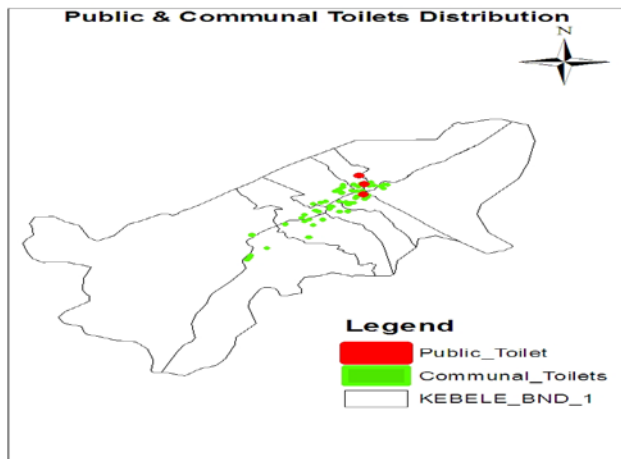 Public & Communal Toilets Distribution
N
Legend
Public_Toilet
Communal_Toilets
KEBELE_BND_1